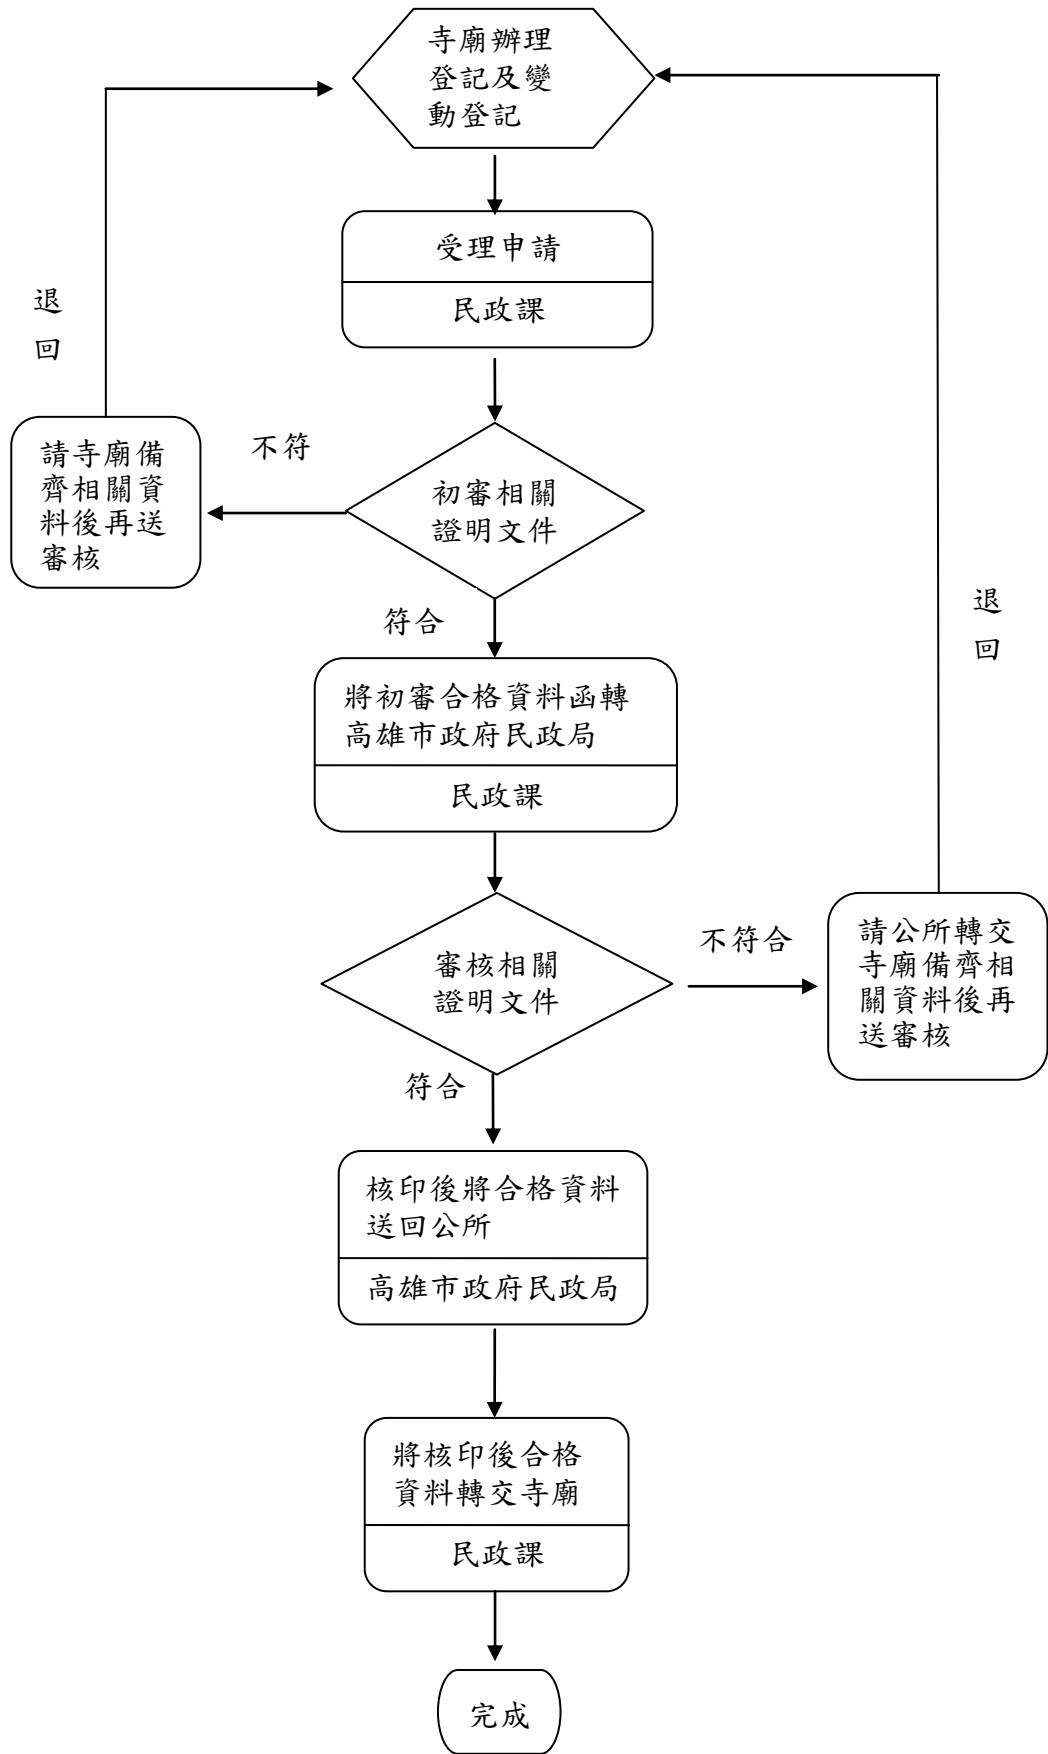 寺廟辦理
登記及變
動登記
受理申請
民政課
退
回
請寺廟備
齊相關資
料後再送
審核
不符
初審相關
證明文件
符合
退
回
將初審合格資料函轉
高雄市政府民政局
民政課
審核相關
證明文件
不符合
請公所轉交
寺廟備齊相
關資料後再
送審核
符合
核印後將合格資料
送回公所
高雄市政府民政局
將核印後合格
資料轉交寺廟
民政課
完成